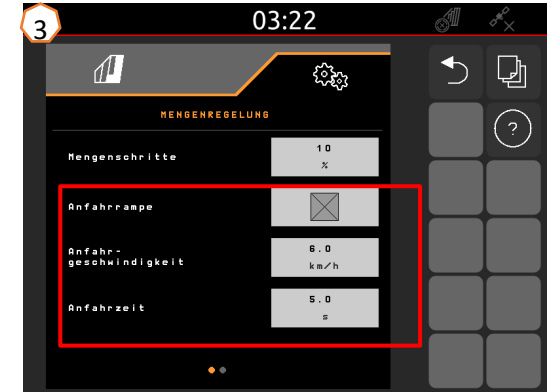 3
03:22
MENGENREGELUNG
Mengenschritte
10
%
Anfahrrampe
Anfahr-
geschwindigkeit
6.0
km/h
Anfahrzeit
5.0
s
?